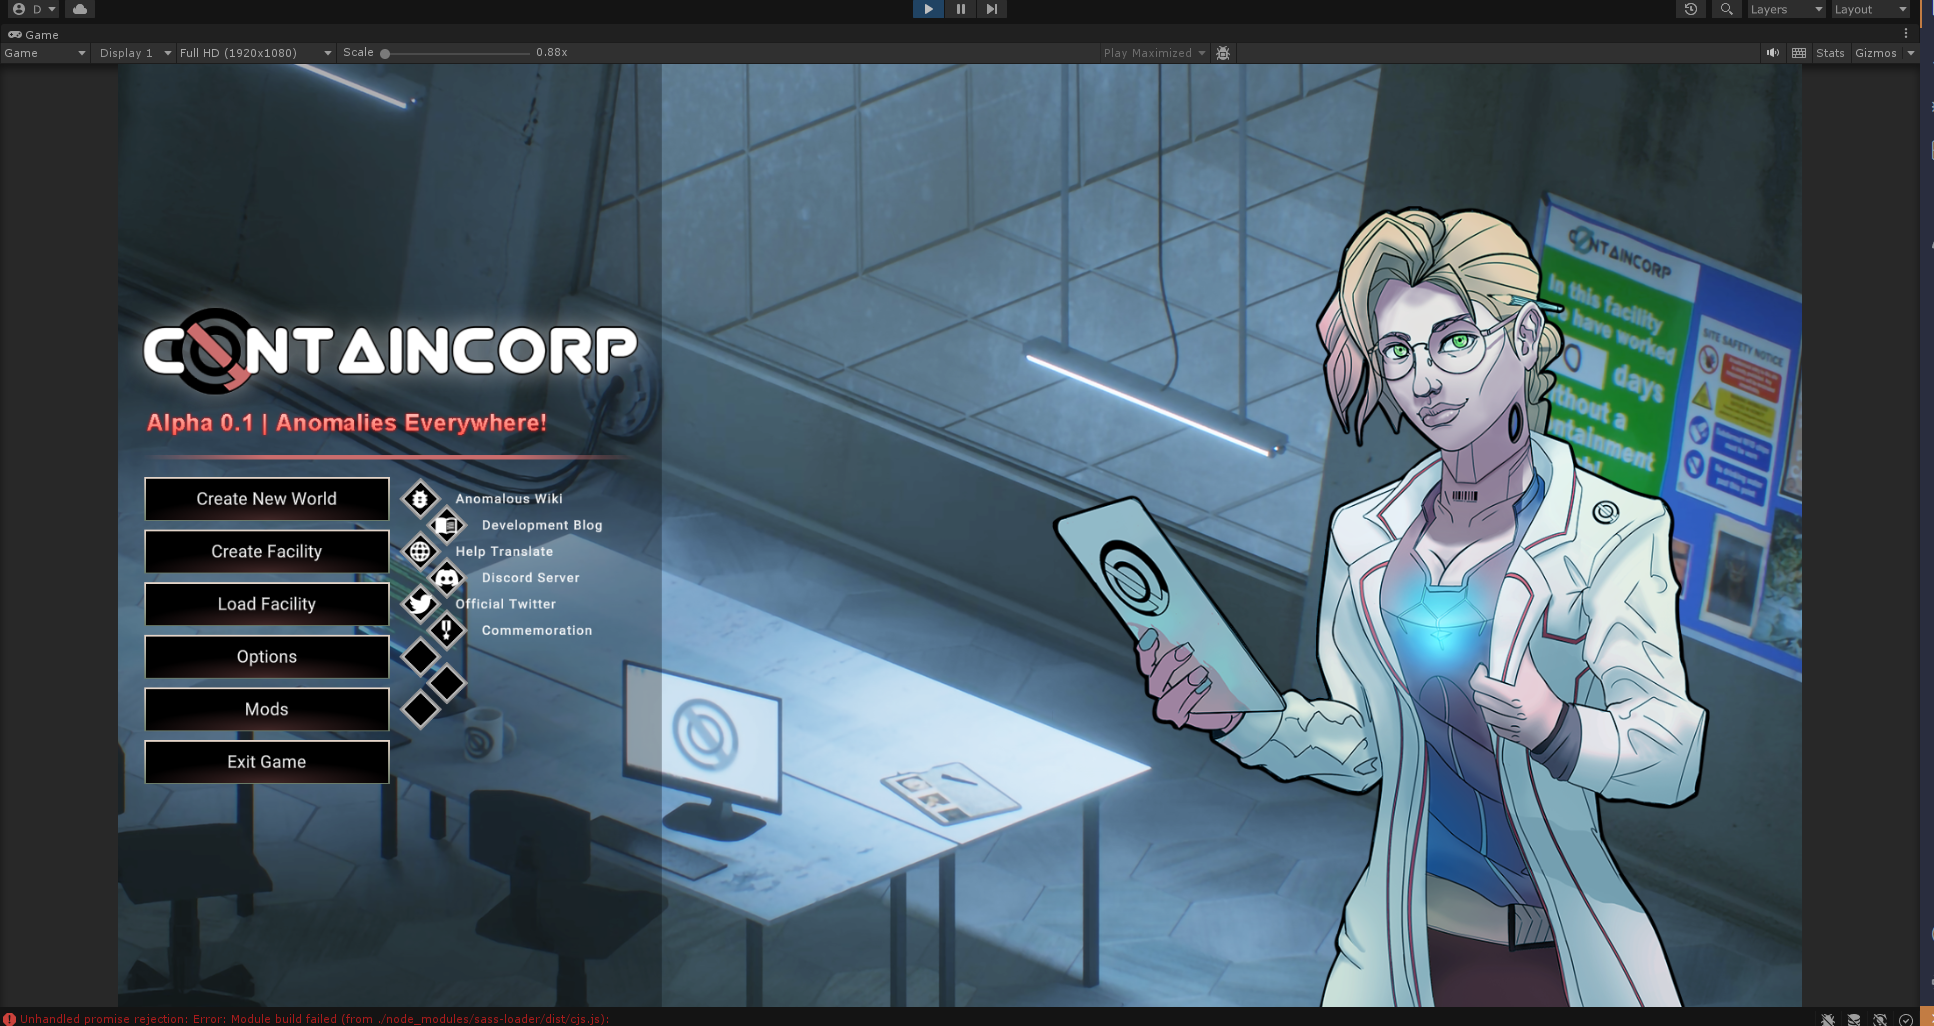 D
Layers
Layout
Game
Game
Display 1
Full HD (1920x1080)
Scale
0.88x
Play Maximized
Stats
Gizmos
CONTAINCORP
Alpha 0.1 | Anomalies Everywhere!
Create New World
Create Facility
Load Facility
Options
Mods
Exit Game
Anomalous Wiki
Development Blog
Help Translate
Discord Server
Official Twitter
Commemoration
CONTAINCORP
In this facility
have worked
0 days
without a
SITE SAFETY NOTICE
Unhandled promise rejection: Error: Module build failed (from ./node_modules/sass-loader/dist/cjs.js):